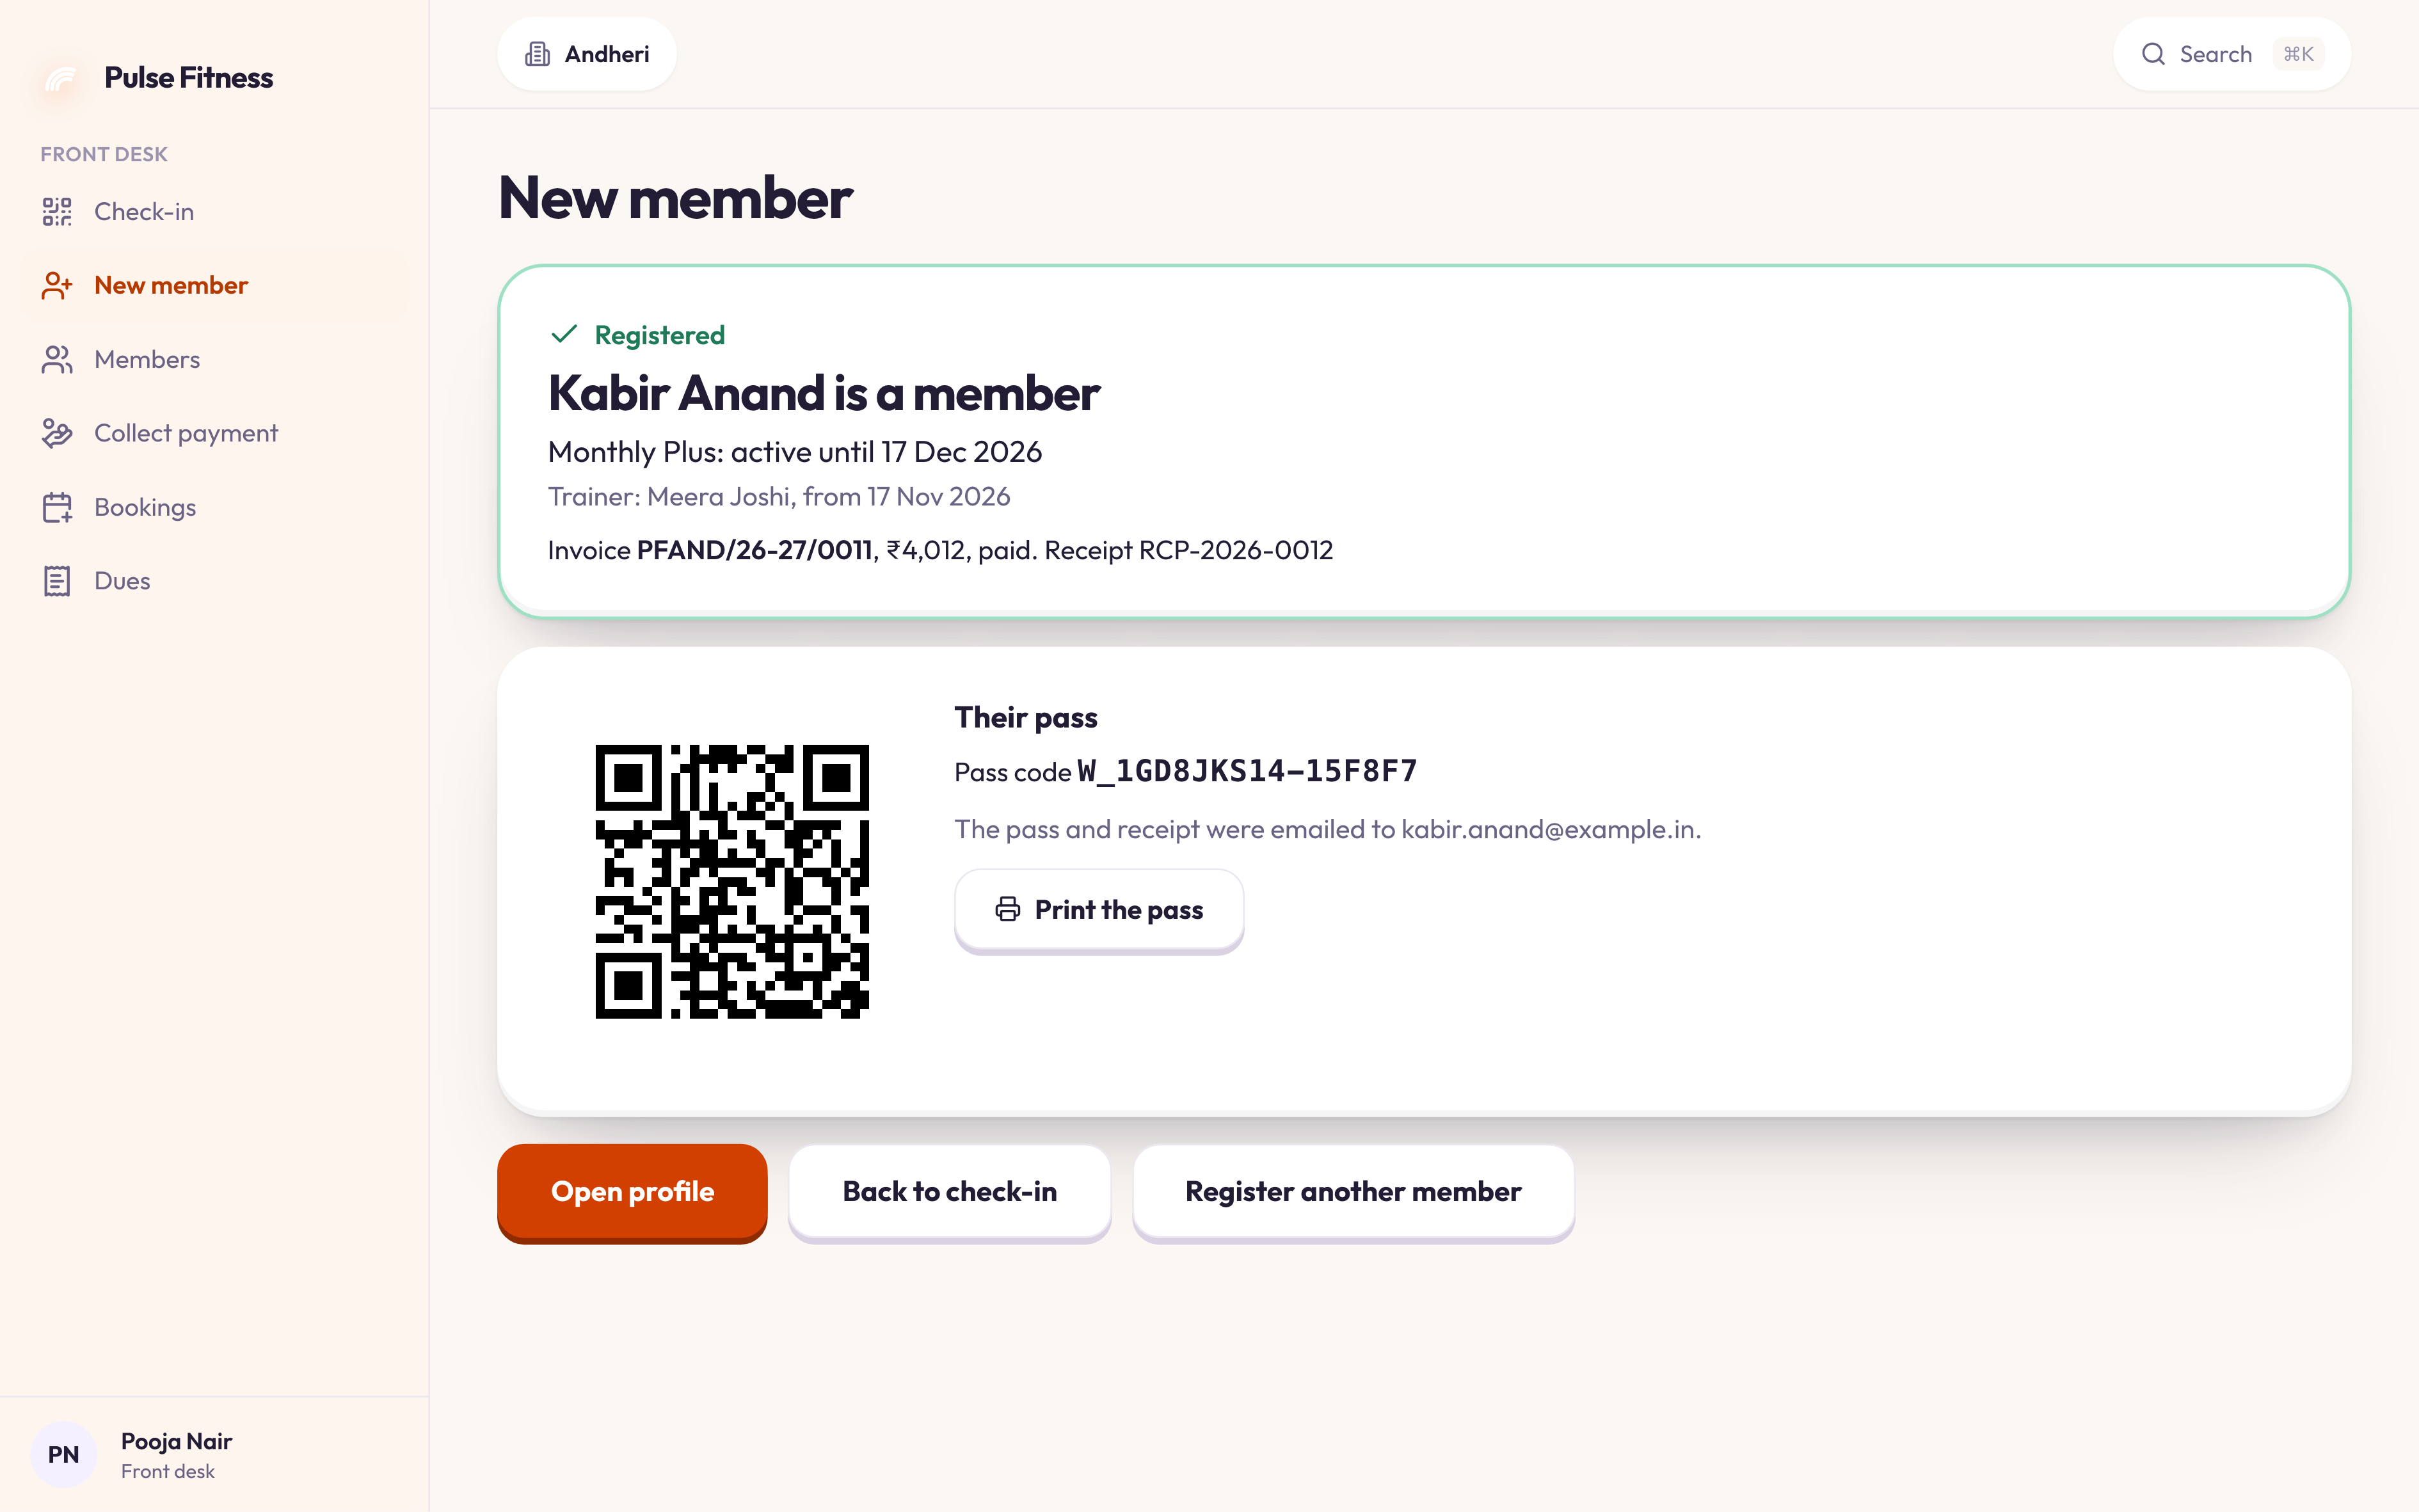 Pulse Fitness
FRONT DESK
Check-in
New member
Members
Collect payment
Bookings
Dues
PN
Pooja Nair
Front desk
Andheri
Search ⌘K
New member
Registered
Kabir Anand is a member
Monthly Plus: active until 17 Dec 2026
Trainer: Meera Joshi, from 17 Nov 2026
Invoice PFAND/26-27/0011, ₹4,012, paid. Receipt RCP-2026-0012
Their pass
Pass code W_1GD8JKS14-15F8F7
The pass and receipt were emailed to kabir.anand@example.in.
Print the pass
Open profile
Back to check-in
Register another member